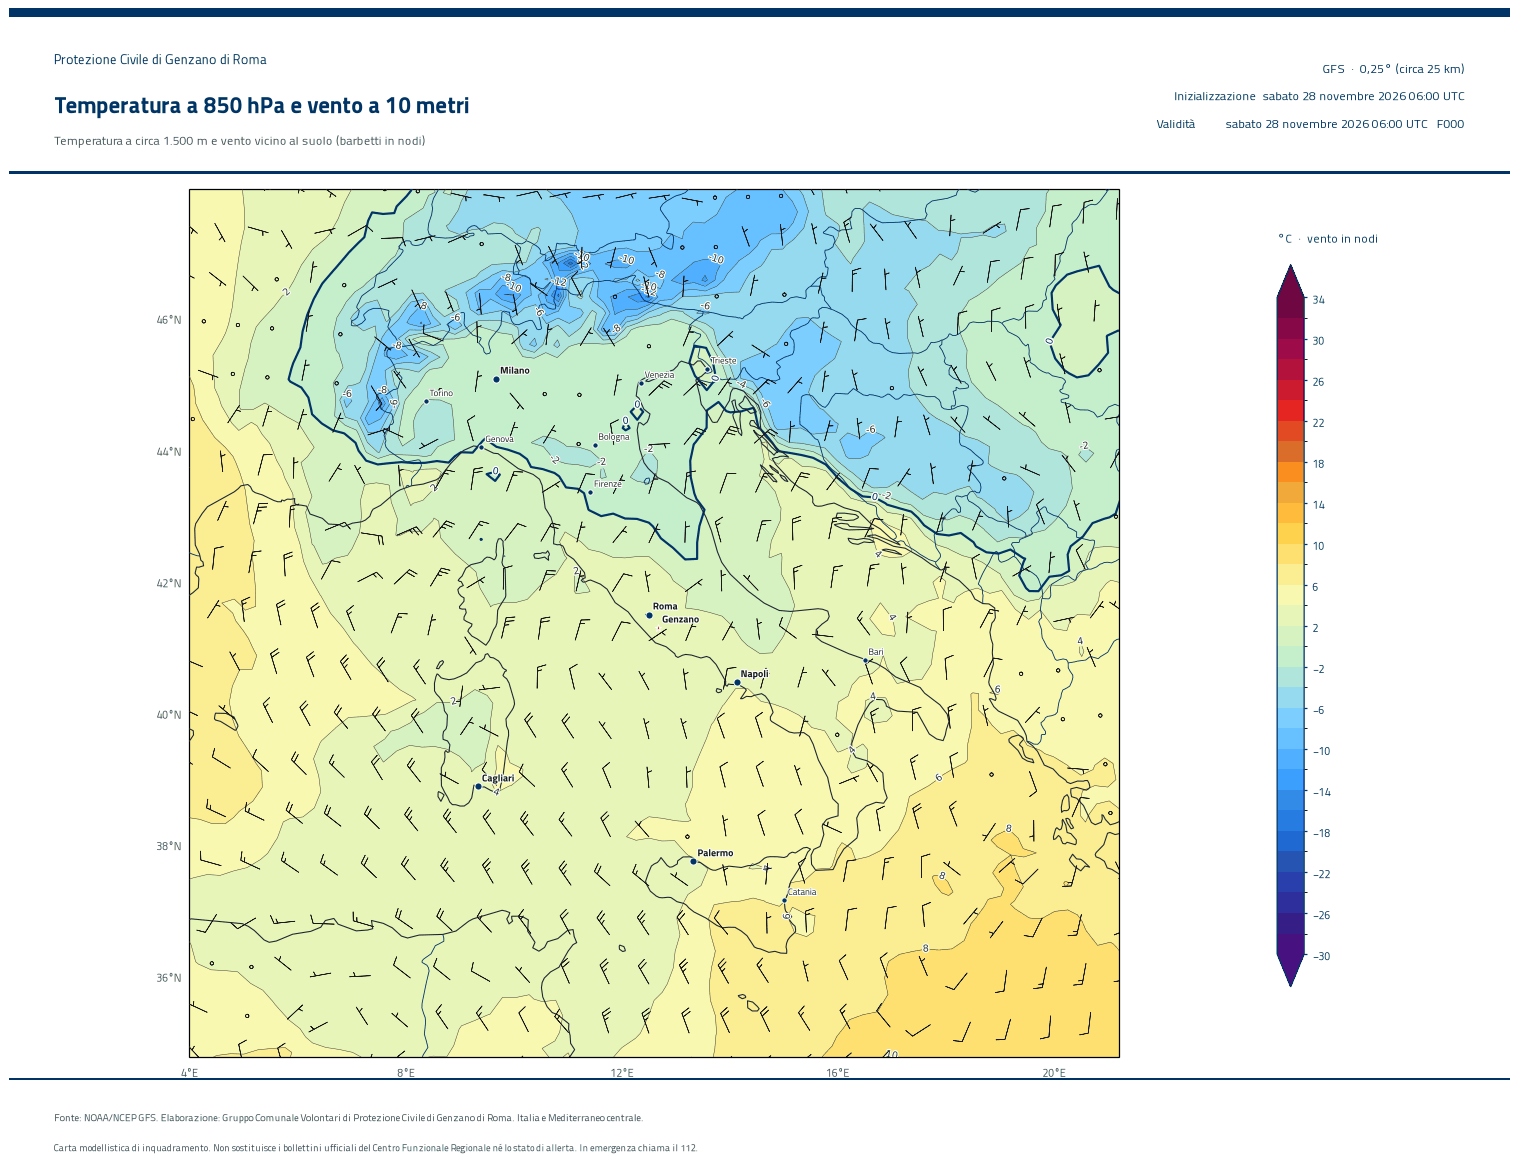 Protezione Civile di Genzano di Roma
Temperatura a 850 hPa e vento a 10 metri
Temperatura a circa 1.500 m e vento vicino al suolo (barbetti in nodi)
GFS · 0,25° (circa 25 km)
Inizializzazione sabato 28 novembre 2026 06:00 UTC
Validità sabato 28 novembre 2026 06:00 UTC F000
°C · vento in nodi
34
30
26
22
18
14
10
6
2
−2
−6
−10
−14
−18
−22
−26
−30
46°N
44°N
42°N
40°N
38°N
36°N
4°E
8°E
12°E
16°E
20°E
Milano
Torino
Trieste
Venezia
Genova
Bologna
Firenze
Roma
Genzano
Napoli
Bari
Cagliari
Palermo
Catania
Fonte: NOAA/NCEP GFS. Elaborazione: Gruppo Comunale Volontari di Protezione Civile di Genzano di Roma. Italia e Mediterraneo centrale.
Carta modellistica di inquadramento. Non sostituisce i bollettini ufficiali del Centro Funzionale Regionale né lo stato di allerta. In emergenza chiama il 112.